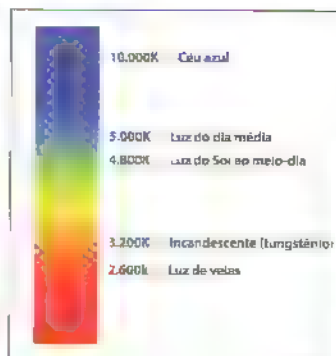 10.000K Céu azul
5.000K Luz do dia média
4.800K Luz do Sol ao meio-dia
3.200K Incandescente (tungstênio
2.600k Luz de velas